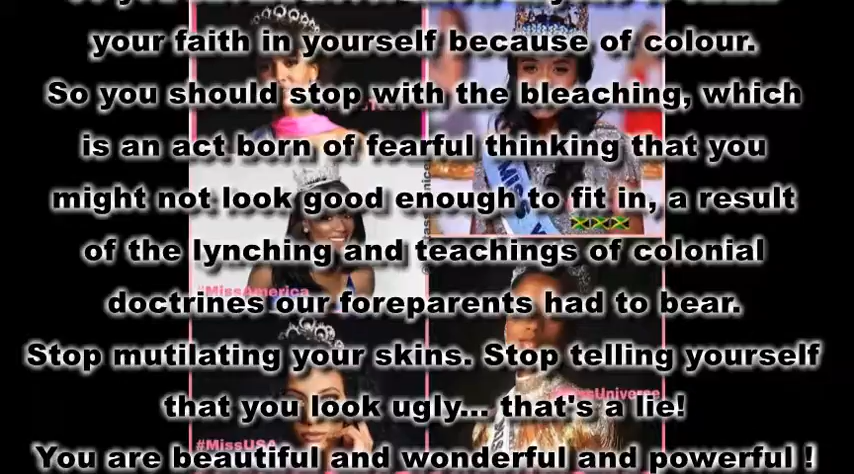 your faith in yourself because of colour.
So you should stop with the bleaching, which
is an act born of fearful thinking that you
might not look good enough to fit in, a result
of the lynching and teachings of colonial
doctrines our foreparents had to bear.
Stop mutilating your skins. Stop telling yourself
that you look ugly... that's a lie!
You are beautiful and wonderful and powerful !
#MissAmerica
#MissUniverse
#MissUSA